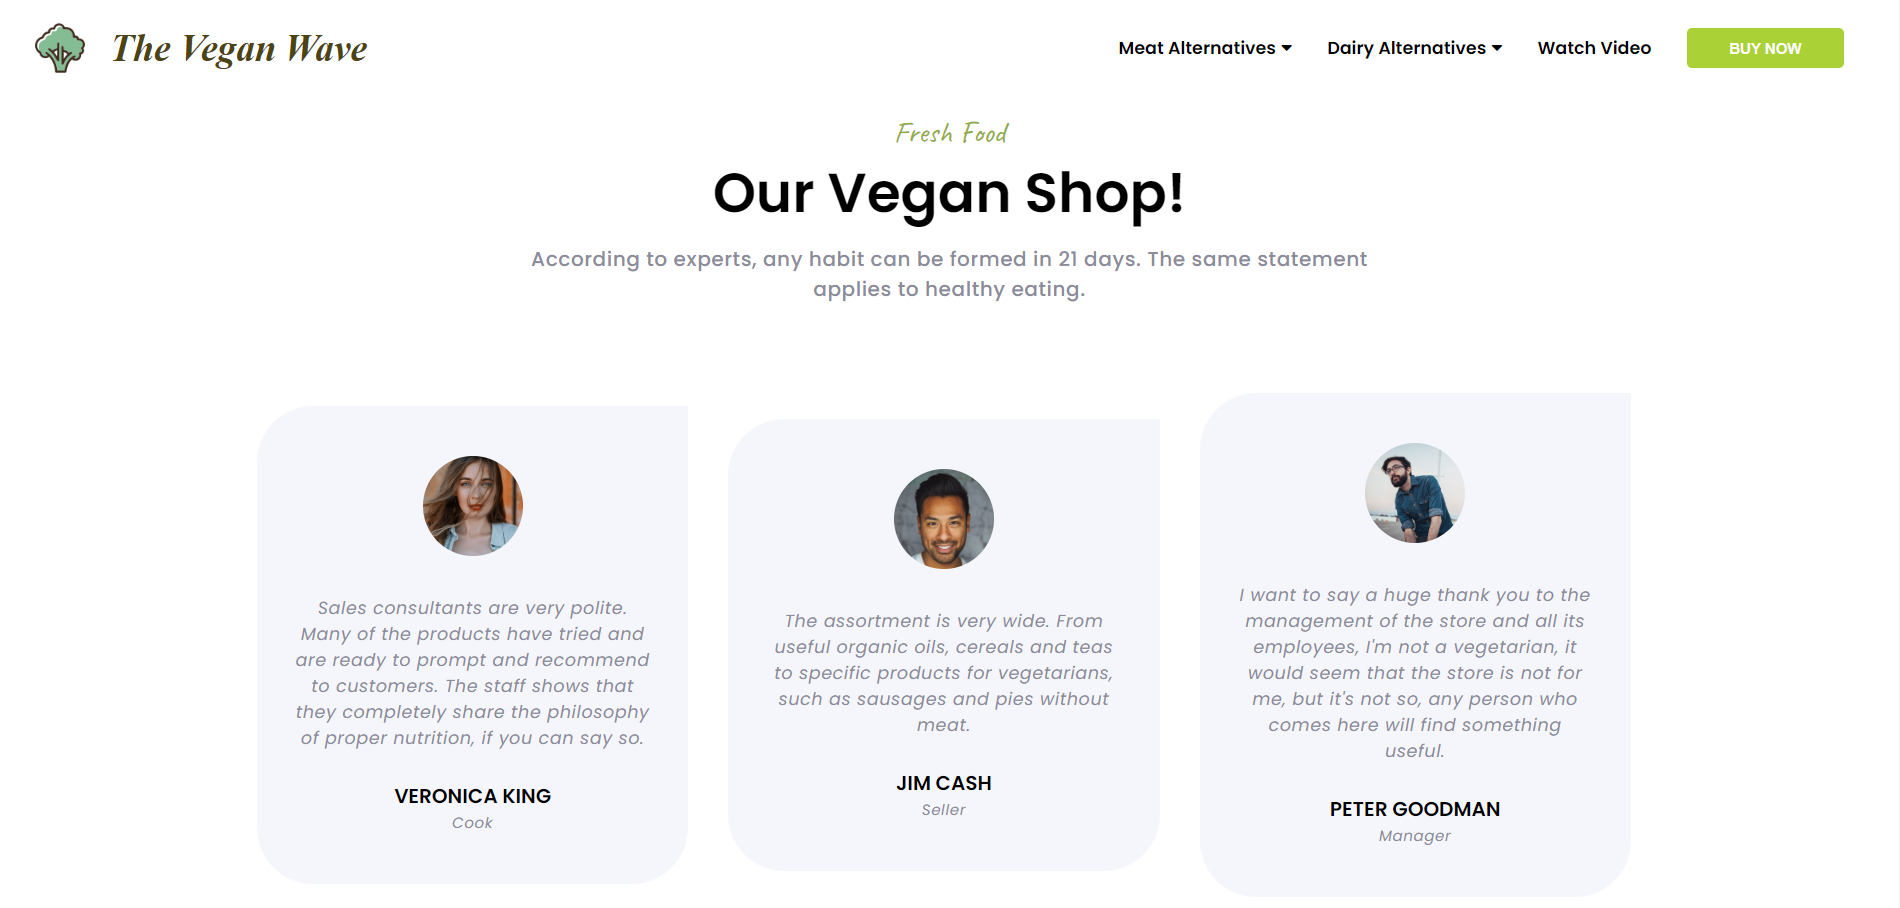 The Vegan Wave
Meat Alternatives
Dairy Alternatives
Watch Video
BUY NOW
Fresh Food
Our Vegan Shop!
According to experts, any habit can be formed in 21 days. The same statement
applies to healthy eating.
Sales consultants are very polite.
Many of the products have tried and
are ready to prompt and recommend
to customers. The staff shows that
they completely share the philosophy
of proper nutrition, if you can say so.
VERONICA KING
Cook
The assortment is very wide. From
useful organic oils, cereals and teas
to specific products for vegetarians,
such as sausages and pies without
meat.
JIM CASH
Seller
I want to say a huge thank you to the
management of the store and all its
employees, I'm not a vegetarian, it
would seem that the store is not for
me, but it's not so, any person who
comes here will find something
useful.
PETER GOODMAN
Manager